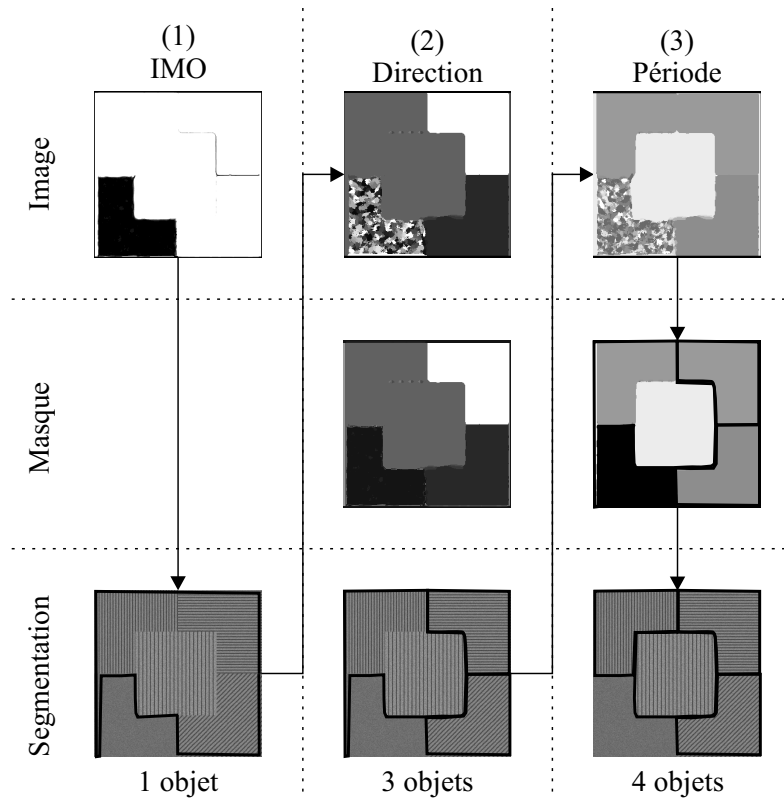 (1)
IMO
(2)
Direction
(3)
Période
Image
Masque
Segmentation
1 objet
3 objets
4 objets